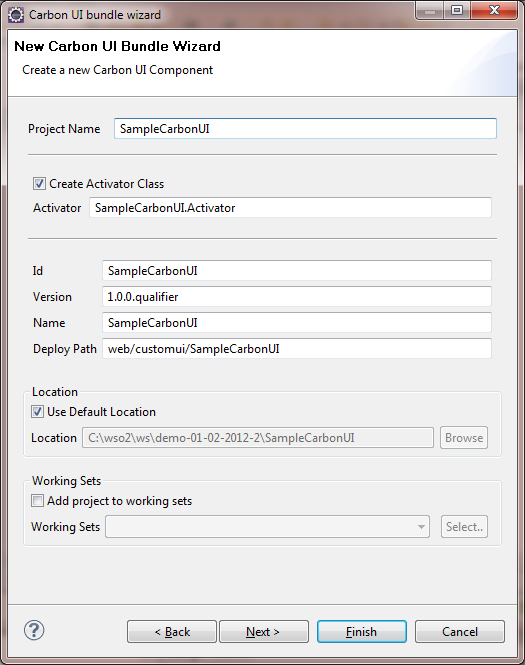 Carbon UI bundle wizard
New Carbon UI Bundle Wizard
Create a new Carbon UI Component
Project Name SampleCarbonUI
Create Activator Class
Activator SampleCarbonUI.Activator
Id SampleCarbonUI
Version 1.0.0.qualifier
Name SampleCarbonUI
Deploy Path web/customui/SampleCarbonUI
Location
Use Default Location
Location C:\wso2\ws\demo-01-02-2012-2\SampleCarbonUI Browse
Working Sets
Add project to working sets
Working Sets Select..
? < Back Next > Finish Cancel